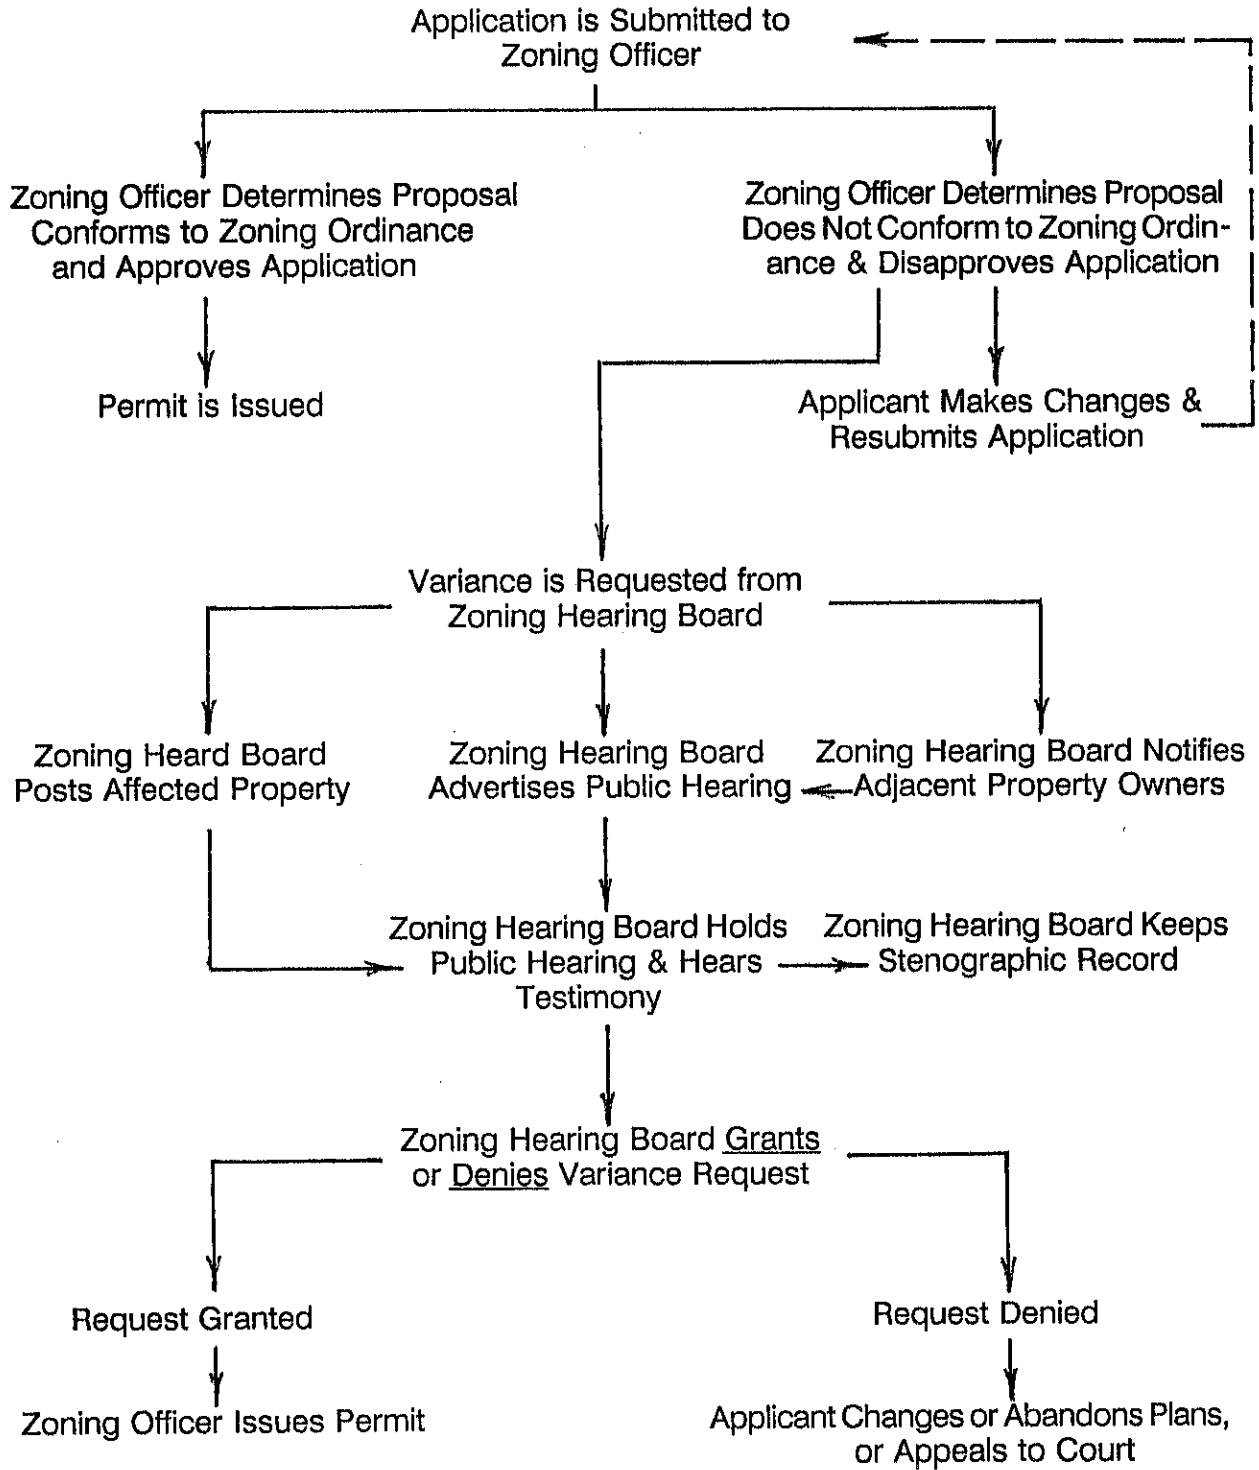 Application is Submitted to
Zoning Officer
Zoning Officer Determines Proposal
Conforms to Zoning Ordinance
and Approves Application
Zoning Officer Determines Proposal
Does Not Conform to Zoning Ordin-
ance & Disapproves Application
Permit is Issued
Applicant Makes Changes &
Resubmits Application
Variance is Requested from
Zoning Hearing Board
Zoning Heard Board
Posts Affected Property
Zoning Hearing Board
Advertises Public Hearing
Zoning Hearing Board Notifies
Adjacent Property Owners
Zoning Hearing Board Holds
Public Hearing & Hears
Testimony
Zoning Hearing Board Keeps
Stenographic Record
Zoning Hearing Board Grants
or Denies Variance Request
Request Granted
Request Denied
Zoning Officer Issues Permit
Applicant Changes or Abandons Plans,
or Appeals to Court